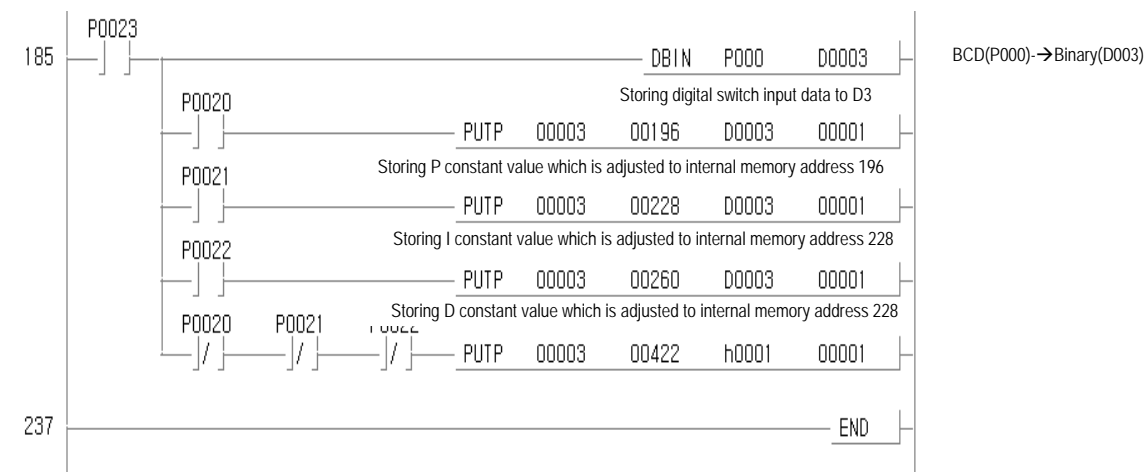 P0023
185 DBIN P000 D0003 BCD(P000)-→Binary(D003)
Storing digital switch input data to D3
P0020
PUTP 00003 00196 D0003 00001
Storing P constant value which is adjusted to internal memory address 196
P0021
PUTP 00003 00228 D0003 00001
Storing I constant value which is adjusted to internal memory address 228
P0022
PUTP 00003 00260 D0003 00001
Storing D constant value which is adjusted to internal memory address 228
P0020 P0021
PUTP 00003 00422 h0001 00001
237 END